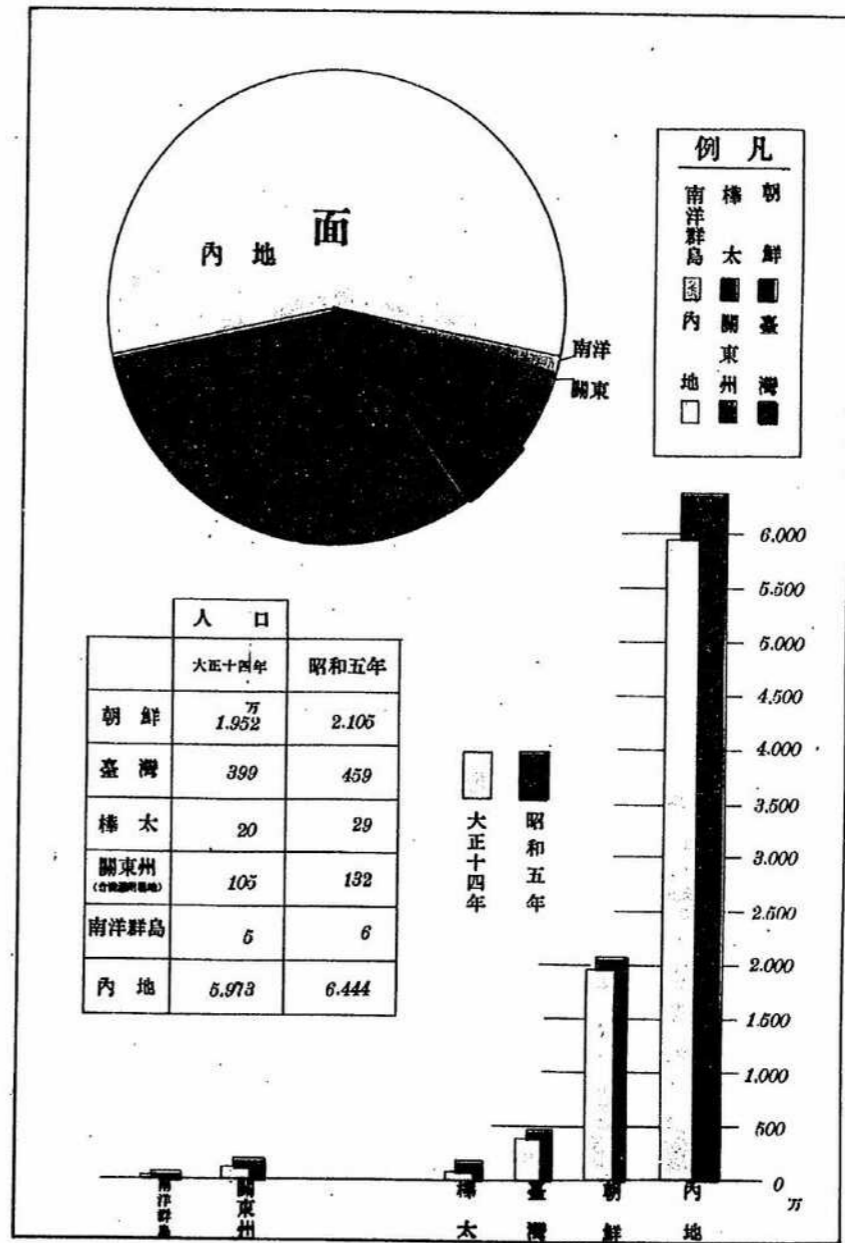 面
內地
南洋
關東
凡例
朝鮮
臺灣
樺太
關東州
南洋群島
內地
人口
大正十四年 昭和五年
朝鮮 1.952万 2.105
臺灣 399 459
樺太 20 29
關東州 105 132
南洋群島 5 6
內地 5.973 6.444
大正十四年
昭和五年
6.000
5.500
5.000
4.500
4.000
3.500
3.000
2.500
2.000
1.500
1.000
500
0
万
南洋群島
關東州
樺太
臺灣
朝鮮
內地